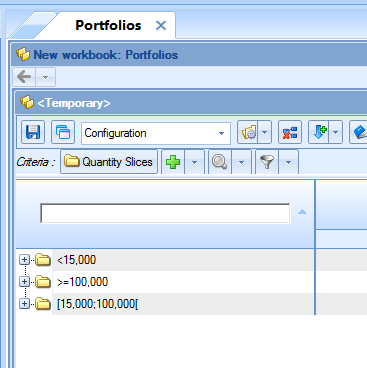 Portfolios
New workbook: Portfolios
<Temporary>
Configuration
Criteria : Quantity Slices
<15,000
>=100,000
[15,000;100,000[